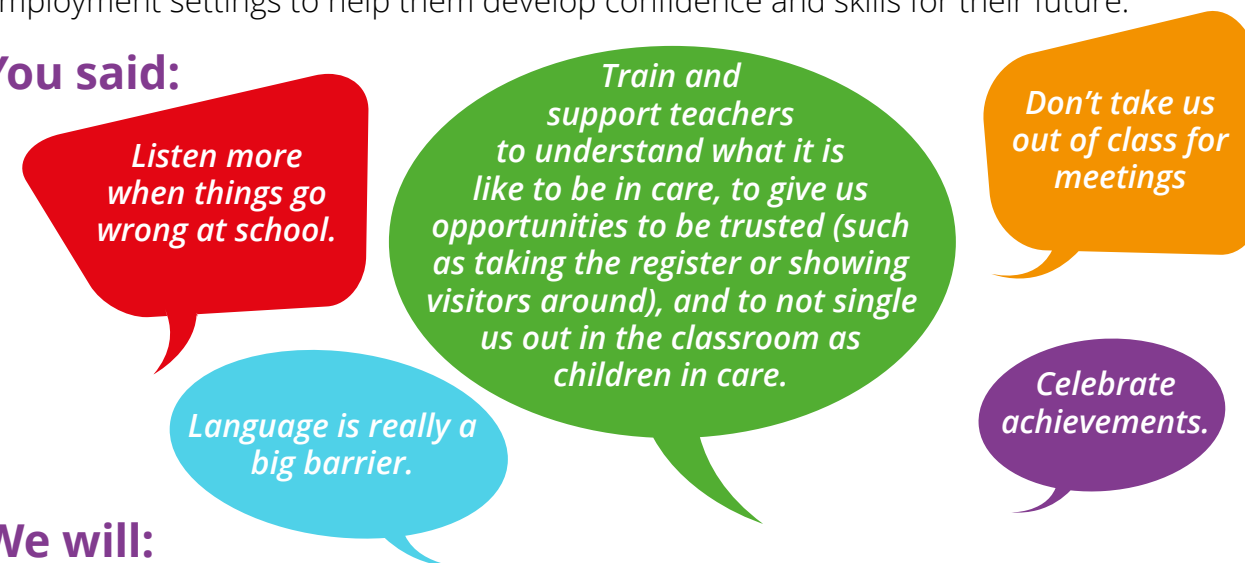 mployment settings to help them develop confidence and skills for their future.
You said:
Listen more
when things go
wrong at school.
Train and
support teachers
to understand what it is
like to be in care, to give us
opportunities to be trusted (such
as taking the register or showing
visitors around), and to not single
us out in the classroom as
children in care.
Don’t take us
out of class for
meetings
Language is really a
big barrier.
Celebrate
achievements.
We will: